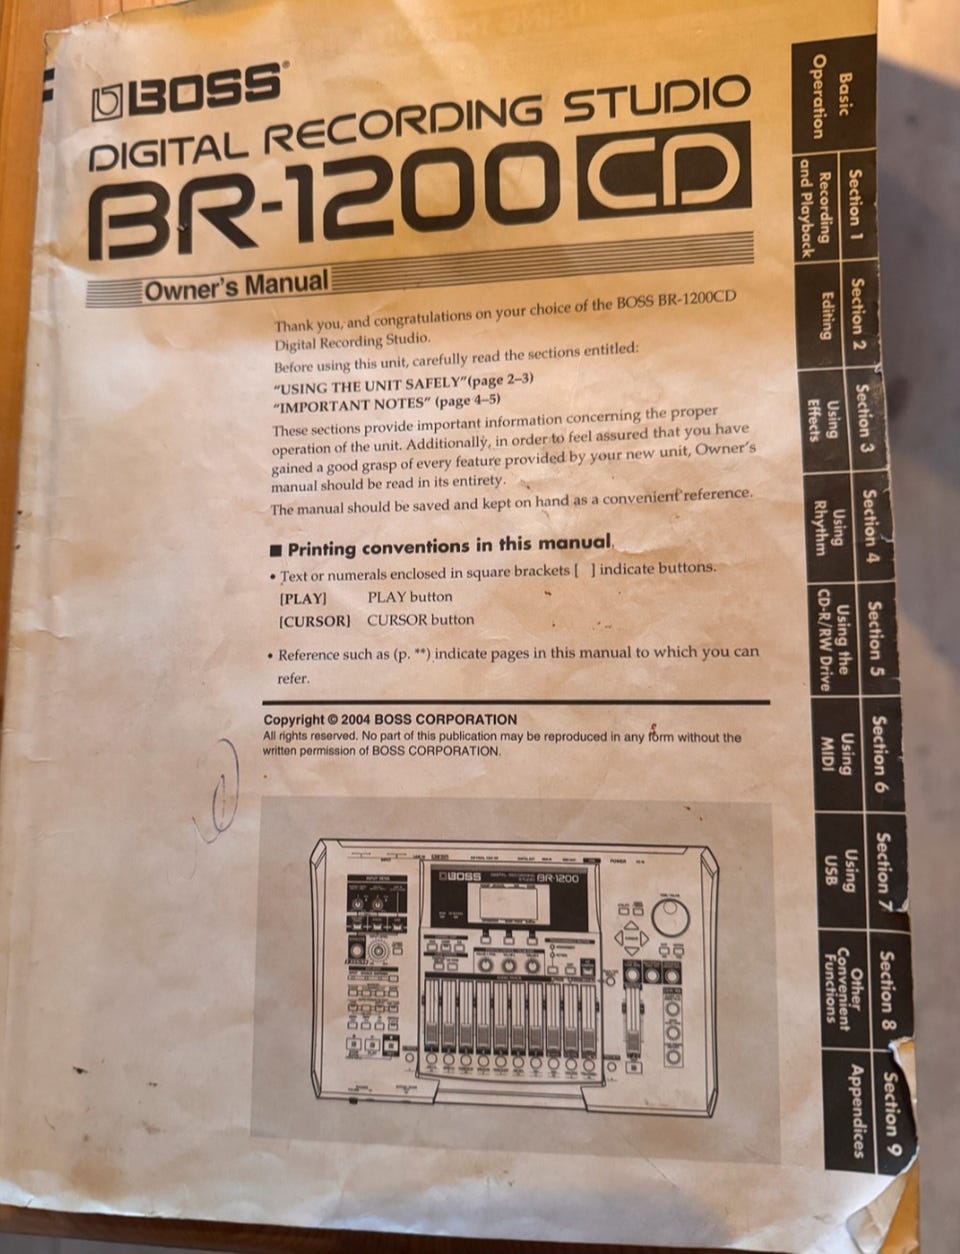 BOSS®
DIGITAL RECORDING STUDIO
BR-1200CD
Owner's Manual
Thank you, and congratulations on your choice of the BOSS BR-1200CD
Digital Recording Studio.
Before using this unit, carefully read the sections entitled:
"USING THE UNIT SAFELY"(page 2–3)
"IMPORTANT NOTES" (page 4–5)
These sections provide important information concerning the proper
operation of the unit. Additionally, in order to feel assured that you have
gained a good grasp of every feature provided by your new unit, Owner's
manual should be read in its entirety.
The manual should be saved and kept on hand as a convenient reference.
■ Printing conventions in this manual
• Text or numerals enclosed in square brackets [ ] indicate buttons.
[PLAY] PLAY button
[CURSOR] CURSOR button
• Reference such as (p. **) indicate pages in this manual to which you can
refer.
Copyright © 2004 BOSS CORPORATION
All rights reserved. No part of this publication may be reproduced in any form without the
written permission of BOSS CORPORATION.
BOSS DIGITAL RECORDING STUDIO BR-1200
POWER
Basic
Operation
Section 1
Recording
and Playback
Section 2
Editing
Section 3
Using
Effects
Section 4
Using
Rhythm
Section 5
Using the
CD-R/RW Drive
Section 6
Using
MIDI
Section 7
Using
USB
Section 8
Other
Convenient
Functions
Section 9
Appendices